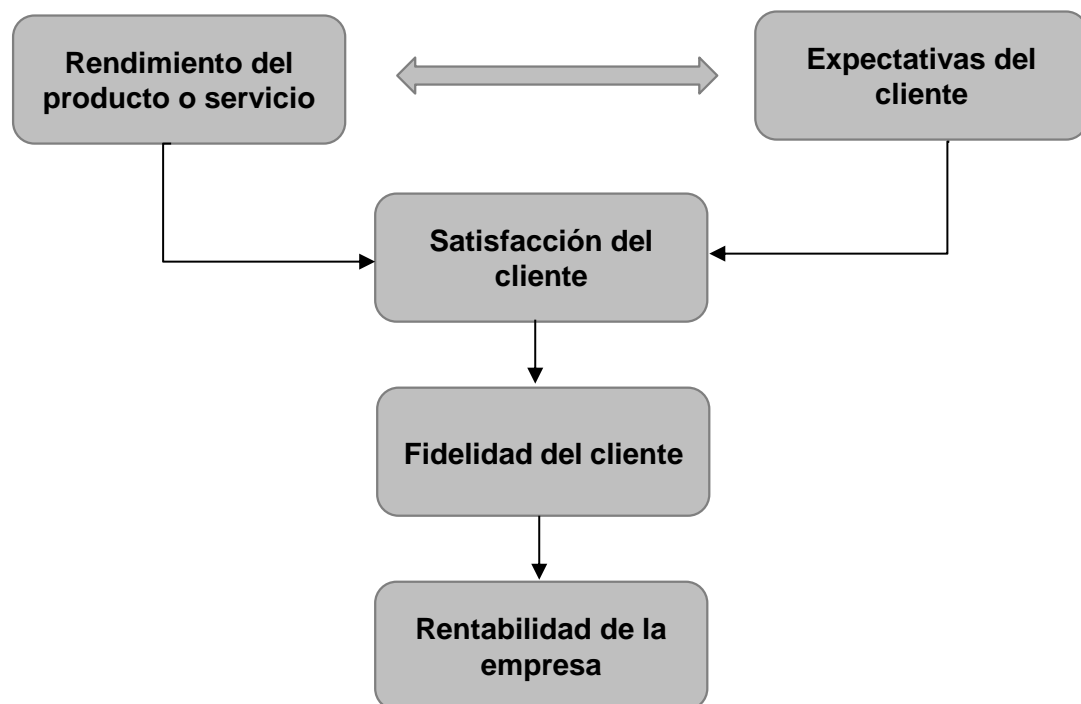 Rendimiento del
producto o servicio
Expectativas del
cliente
Satisfacción del
cliente
Fidelidad del cliente
Rentabilidad de la
empresa